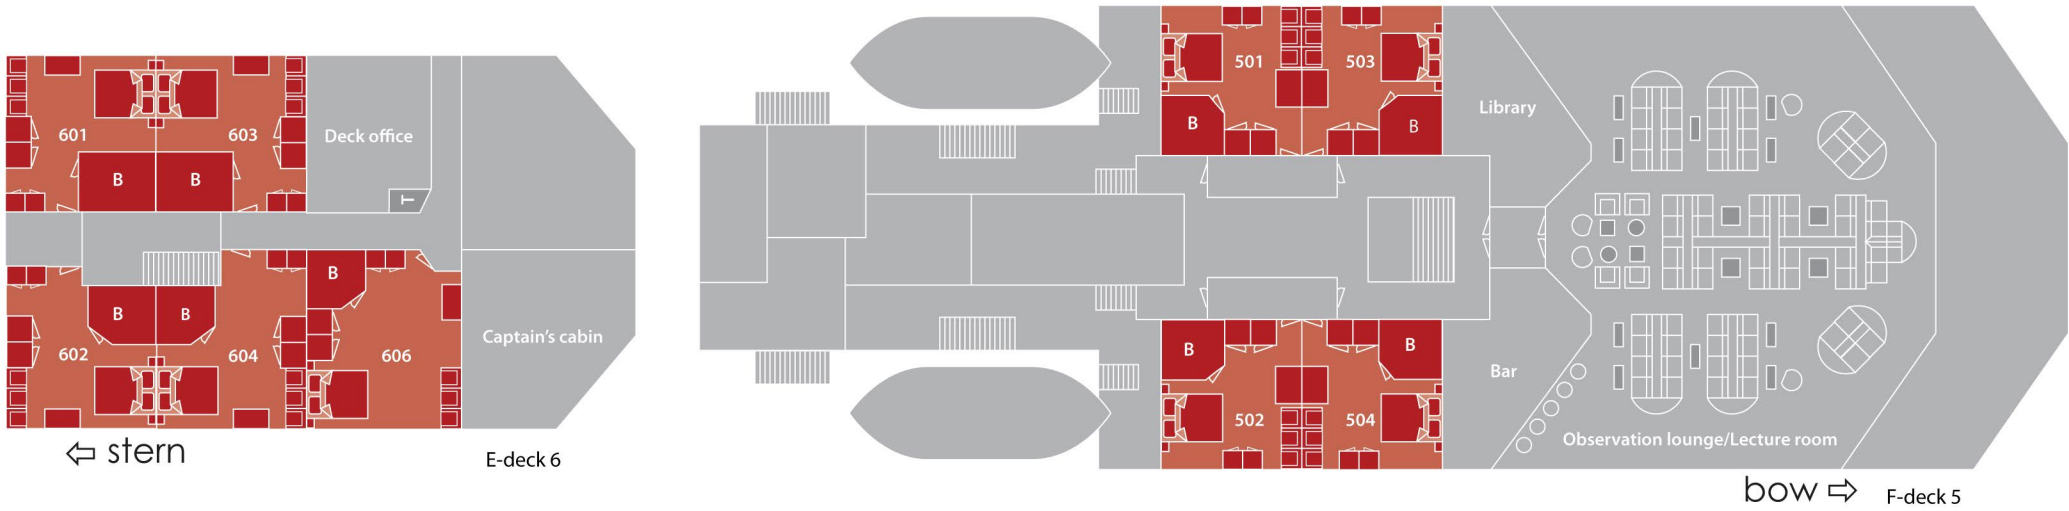 601
603
B
B
Deck office
T
B
B
B
602
604
606
Captain's cabin
stern
E-deck 6
501
503
B
B
Library
B
B
Bar
502
504
Observation lounge/Lecture room
bow
F-deck 5